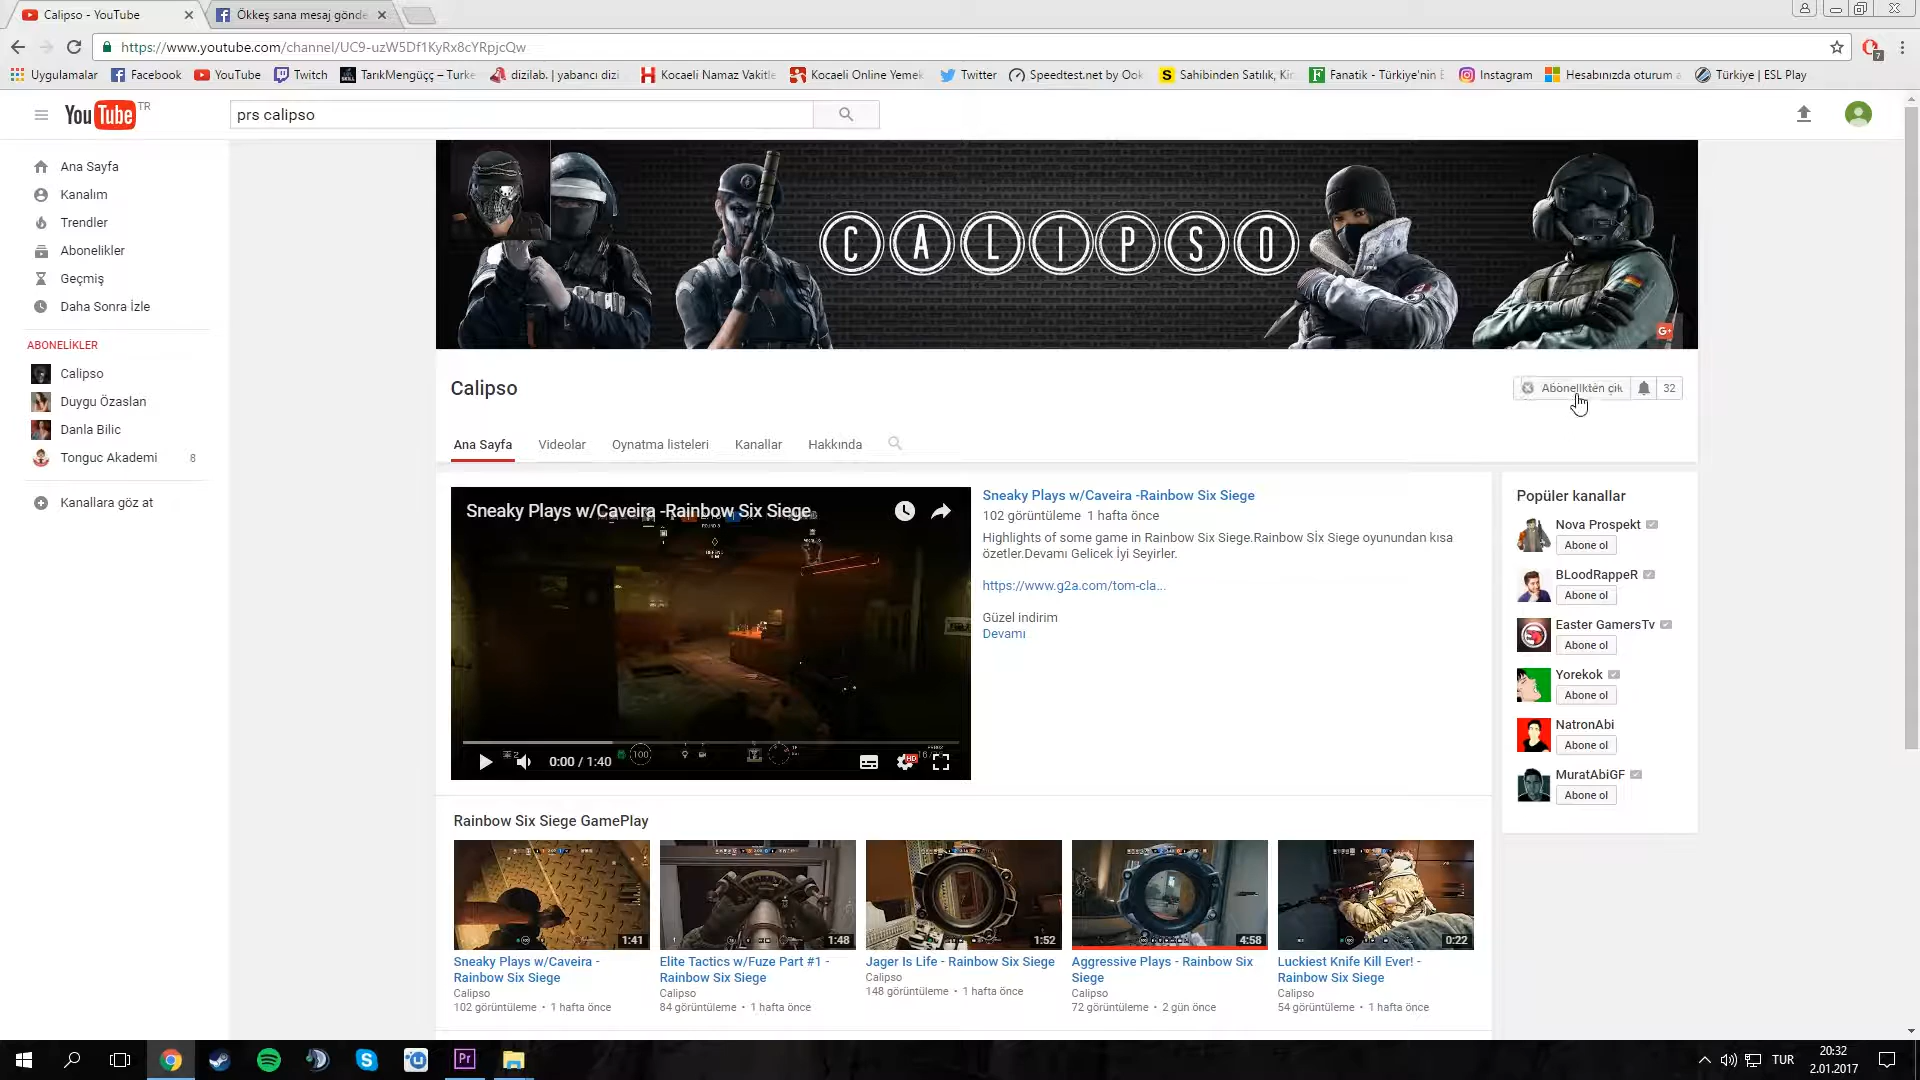 Calipso - YouTube
Ökkeş sana mesaj gönde
https://www.youtube.com/channel/UC9-uzW5Df1KyRx8cYRpjcQw
7
Uygulamalar
Facebook
YouTube
Twitch
TarıkMengüçç – Turke
dizilab. | yabancı dizi
Kocaeli Namaz Vakitle
Kocaeli Online Yemek
Twitter
Speedtest.net by Ook
Sahibinden Satılık, Kir
Fanatik - Türkiye'nin E
Instagram
Hesabınızda oturum a
Türkiye | ESL Play
YouTube TR
prs calipso
Ana Sayfa
Kanalım
Trendler
Abonelikler
Geçmiş
Daha Sonra İzle
ABONELİKLER
Calipso
Duygu Özaslan
Danla Bilic
Tonguc Akademi 8
Kanallara göz at
CALIPSO
G+
Calipso
Abonelikten çık 32
Ana Sayfa
Videolar
Oynatma listeleri
Kanallar
Hakkında
Sneaky Plays w/Caveira -Rainbow Six Siege
0:00 / 1:40
100
HD
Sneaky Plays w/Caveira -Rainbow Six Siege
102 görüntüleme 1 hafta önce
Highlights of some game in Rainbow Six Siege.Rainbow SİX Siege oyunundan kısa
özetler.Devamı Gelicek İyi Seyirler.
https://www.g2a.com/tom-cla...
Güzel indirim
Devamı
Popüler kanallar
Nova Prospekt
Abone ol
BLoodRappeR
Abone ol
Easter GamersTv
Abone ol
Yorekok
Abone ol
NatronAbi
Abone ol
MuratAbiGF
Abone ol
Rainbow Six Siege GamePlay
1:41
Sneaky Plays w/Caveira -
Rainbow Six Siege
Calipso
102 görüntüleme • 1 hafta önce
1:48
Elite Tactics w/Fuze Part #1 -
Rainbow Six Siege
Calipso
84 görüntüleme • 1 hafta önce
1:52
Jager Is Life - Rainbow Six Siege
Calipso
148 görüntüleme • 1 hafta önce
4:58
Aggressive Plays - Rainbow Six
Siege
Calipso
72 görüntüleme • 2 gün önce
0:22
Luckiest Knife Kill Ever! -
Rainbow Six Siege
Calipso
54 görüntüleme • 1 hafta önce
Pr
TUR
20:32
2.01.2017